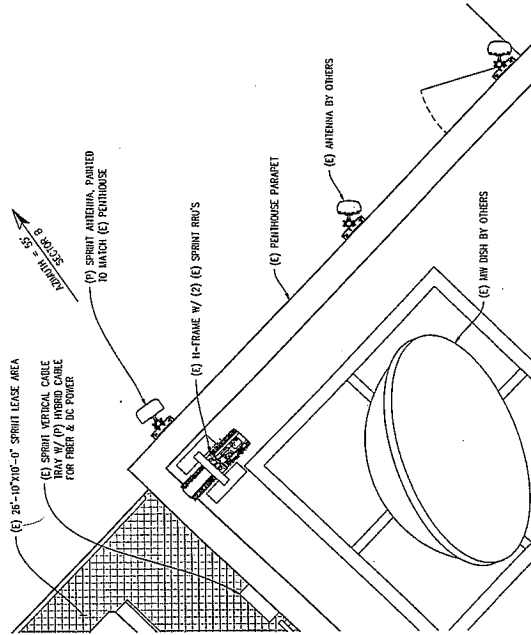 (E) 26'-10"X10'-0" SPRINT LEASE AREA
(E) SPRINT VERTICAL CABLE
TRAY W/ (P) HYBRID CABLE
FOR FIBER & DC POWER
AZIMUTH = 55°
SECTOR B
(P) SPRINT ANTENNA, PAINTED
TO MATCH (E) PENTHOUSE
(E) H-FRAME W/ (2) (E) SPRINT RRU'S
(E) PENTHOUSE PARAPET
(E) ANTENNA BY OTHERS
(E) MW DISH BY OTHERS